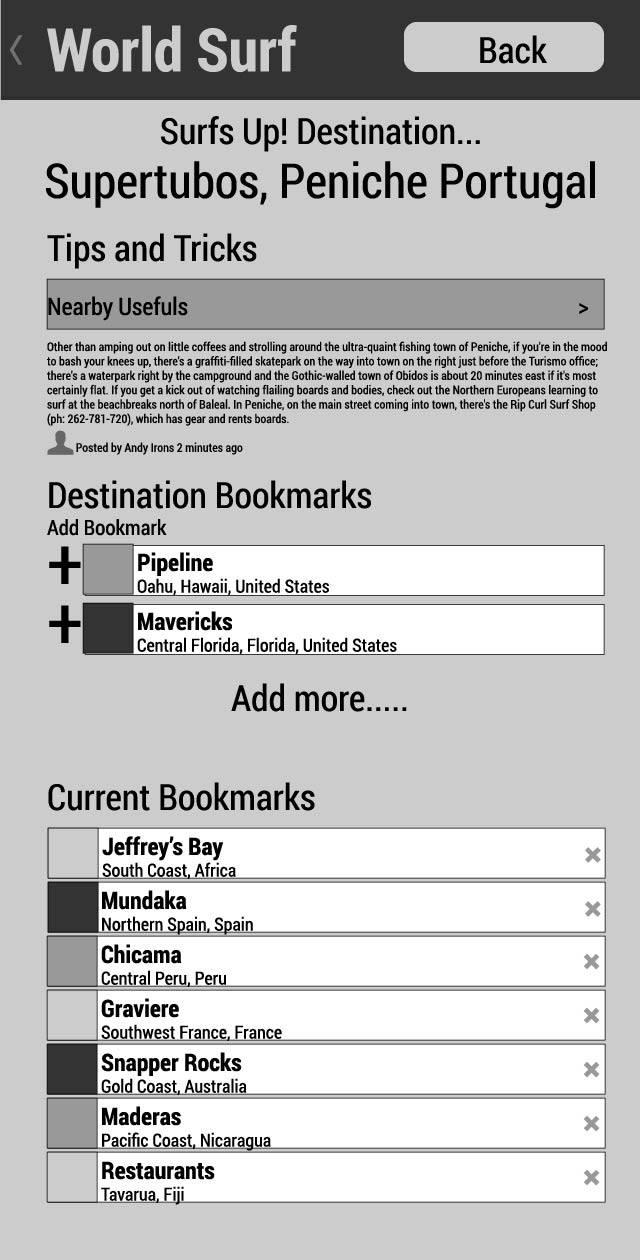 World Surf
Back
Surfs Up! Destination...
Supertubos, Peniche Portugal
Tips and Tricks
Nearby Usefuls >
Other than amping out on little coffees and strolling around the ultra-quaint fishing town of Peniche, if you're in the mood
to bash your knees up, there's a graffiti-filled skatepark on the way into town on the right just before the Turismo office;
there's a waterpark right by the campground and the Gothic-walled town of Obidos is about 20 minutes east if it's most
certainly flat. If you get a kick out of watching flailing boards and bodies, check out the Northern Europeans learning to
surf at the beachbreaks north of Baleal. In Peniche, on the main street coming into town, there's the Rip Curl Surf Shop
(ph: 262-781-720), which has gear and rents boards.
Posted by Andy Irons 2 minutes ago
Destination Bookmarks
Add Bookmark
Pipeline
Oahu, Hawaii, United States
Mavericks
Central Florida, Florida, United States
Add more.....
Current Bookmarks
Jeffrey's Bay
South Coast, Africa
Mundaka
Northern Spain, Spain
Chicama
Central Peru, Peru
Graviere
Southwest France, France
Snapper Rocks
Gold Coast, Australia
Maderas
Pacific Coast, Nicaragua
Restaurants
Tavarua, Fiji